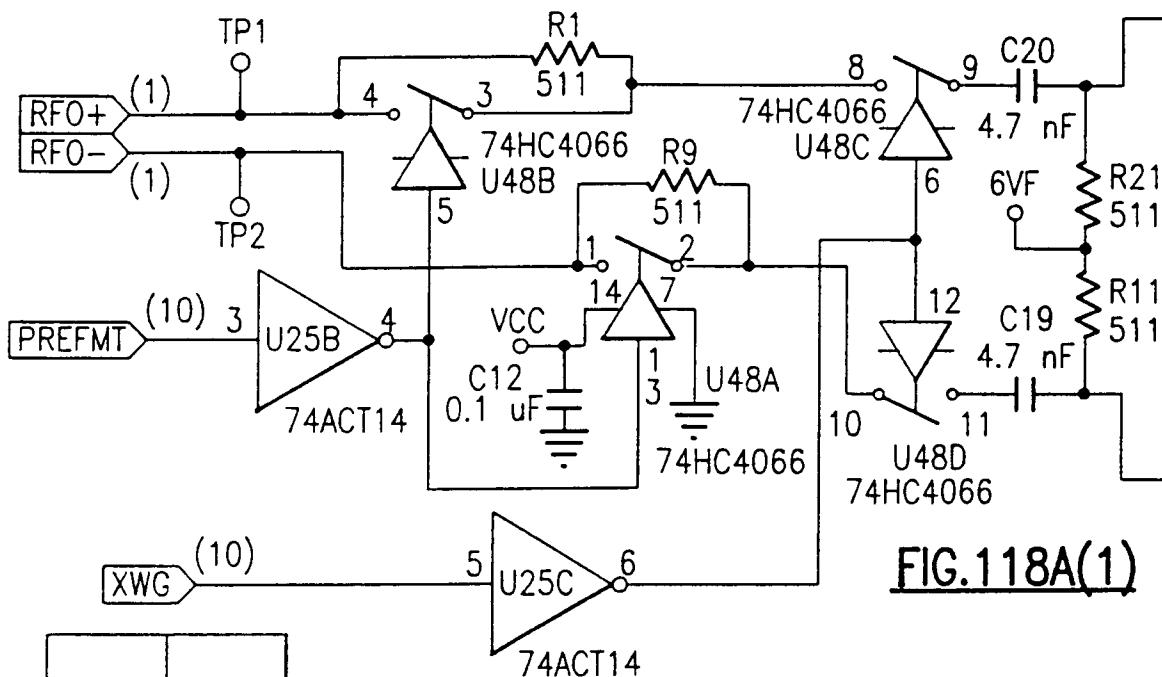 TP1
R1
511
C20
4.7 nF
RFO+
(1)
4
3
8
9
74HC4066
U48B
74HC4066
U48C
RFO-
(1)
TP2
5
R9
511
6
6VF
R21
511
1
2
14
7
12
R11
511
PREFMT
(10)
3
U25B
4
74ACT14
VCC
C12
0.1 uF
1
3
U48A
74HC4066
C19
4.7 nF
10
11
U48D
74HC4066
XWG
(10)
5
U25C
6
74ACT14
FIG.118A(1)